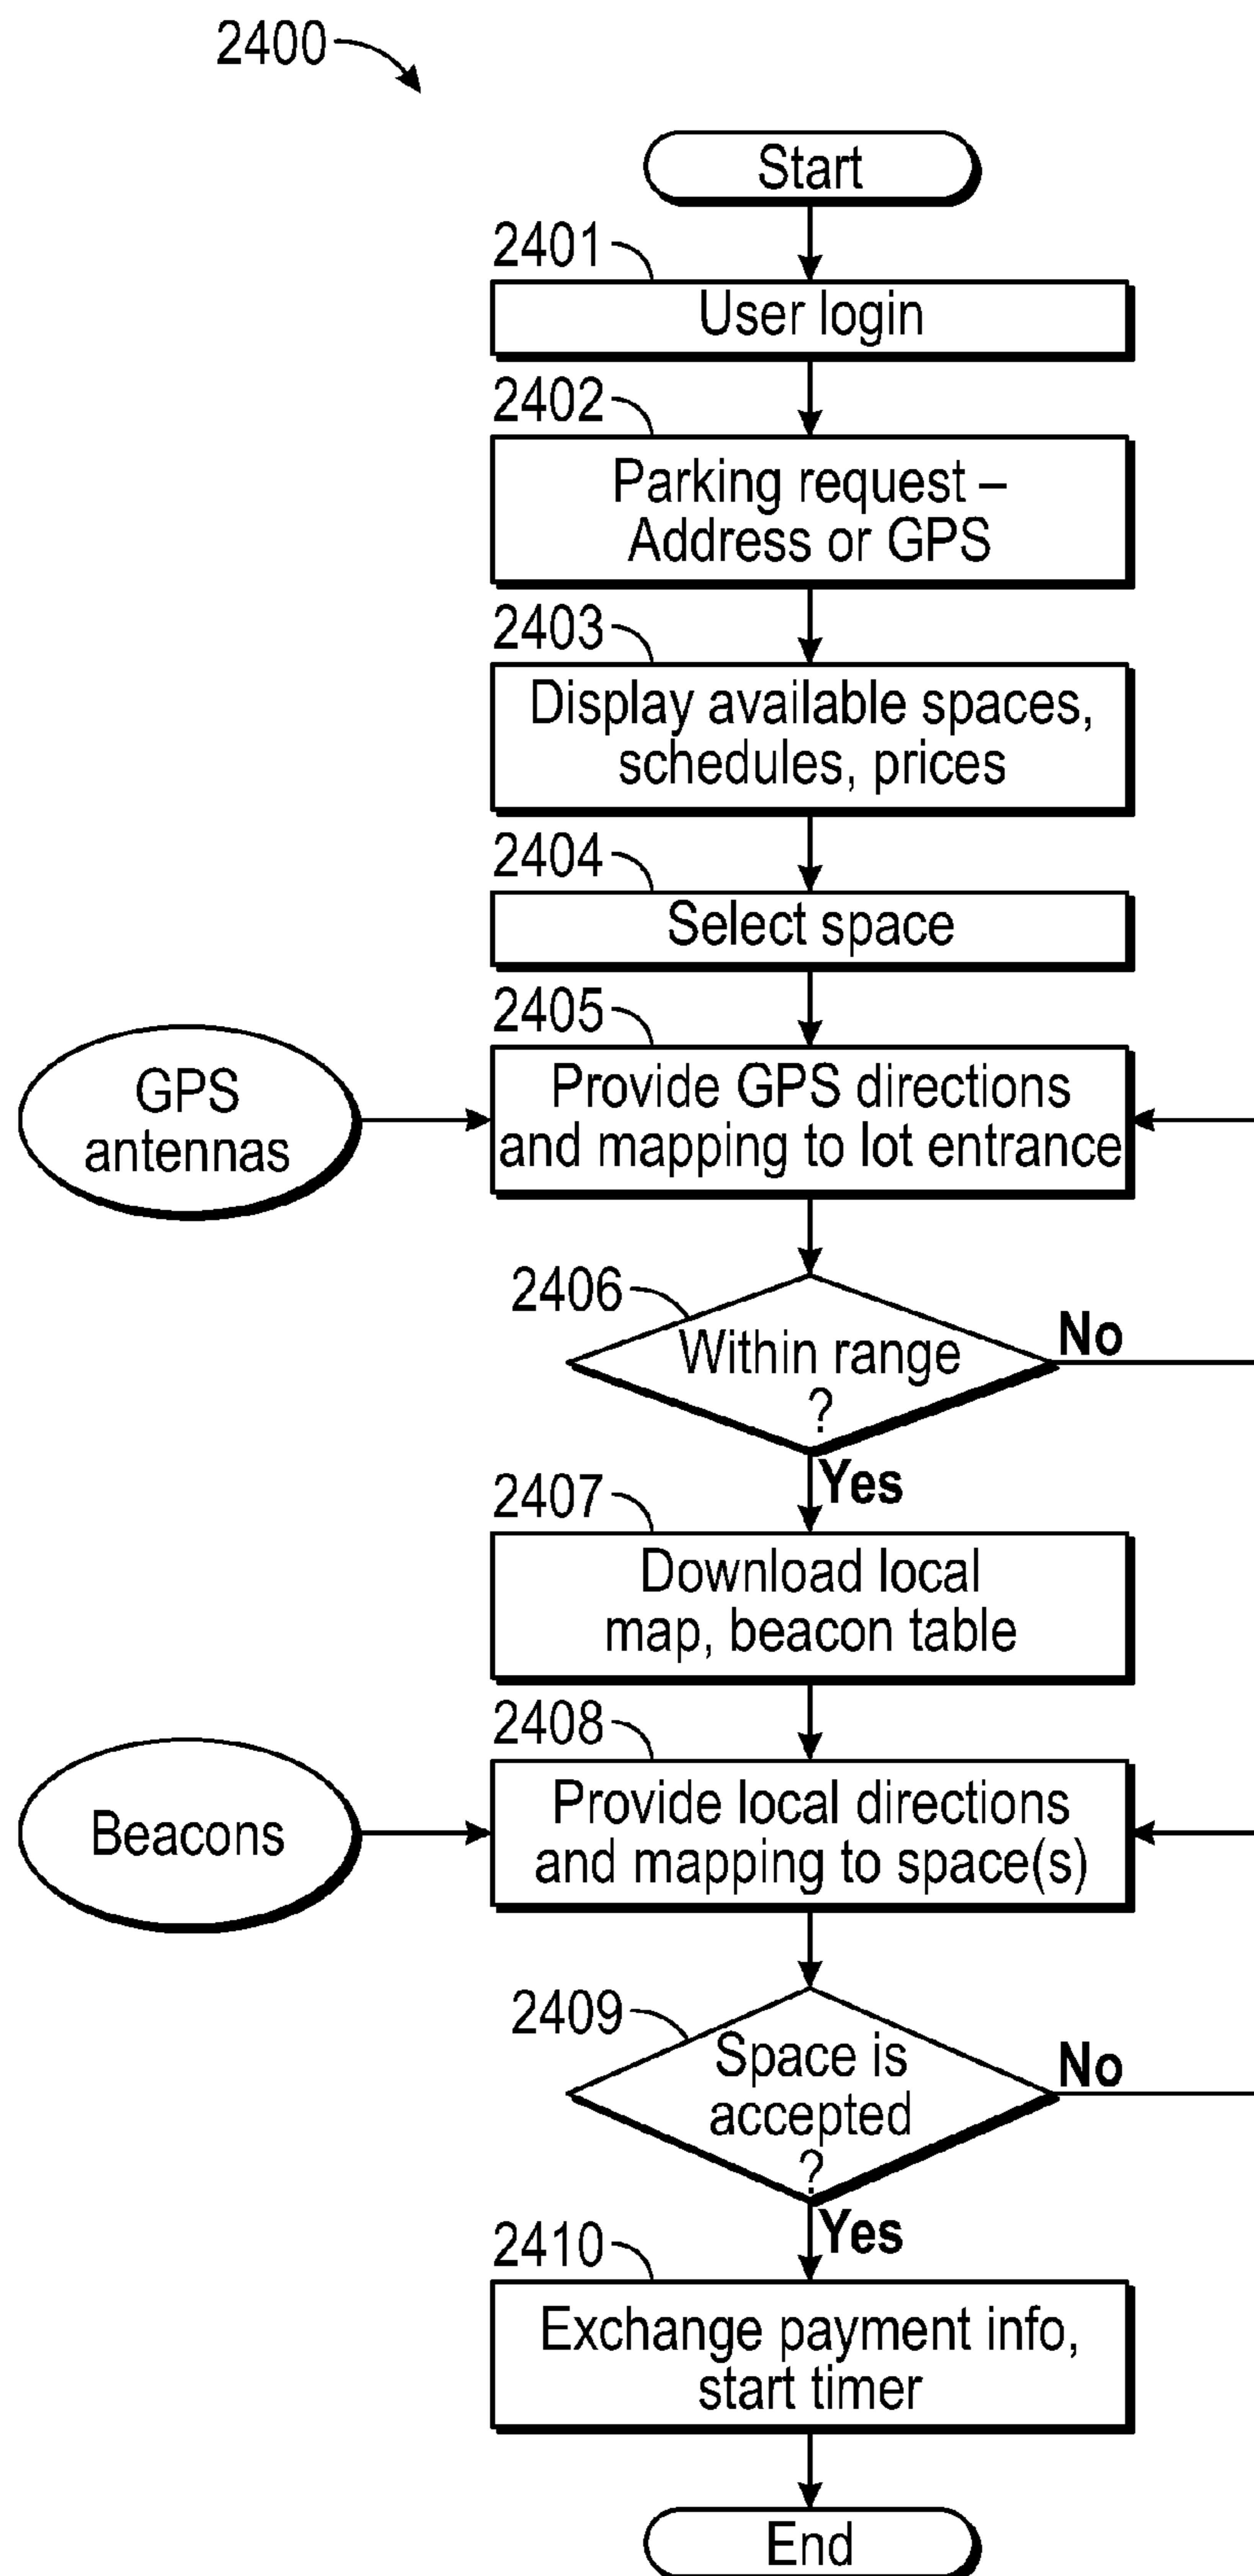 2400
Start
2401
User login
2402
Parking request –
Address or GPS
2403
Display available spaces,
schedules, prices
2404
Select space
2405
GPS
antennas
Provide GPS directions
and mapping to lot entrance
2406
Within range
?
No
Yes
2407
Download local
map, beacon table
2408
Beacons
Provide local directions
and mapping to space(s)
2409
Space is
accepted
?
No
Yes
2410
Exchange payment info,
start timer
End